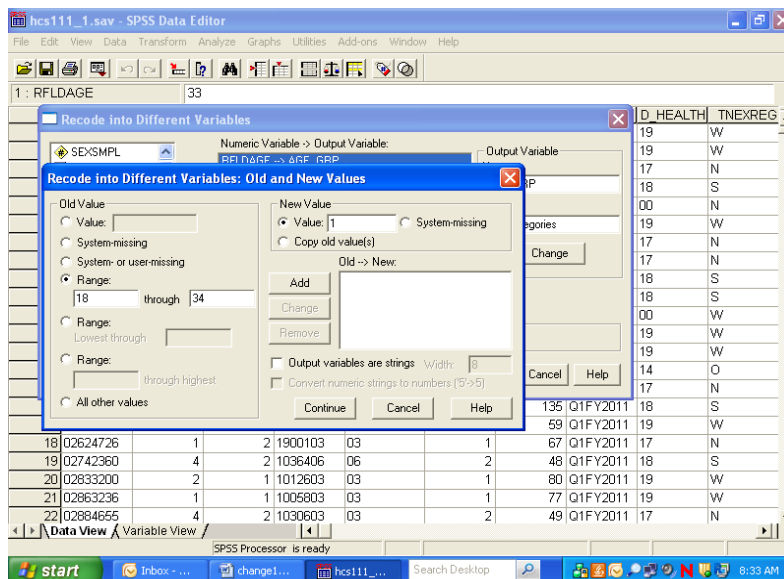 hcs111_1.sav - SPSS Data Editor
File Edit View Data Transform Analyze Graphs Utilities Add-ons Window Help
1 : RFLDAGE 33
Recode into Different Variables
D_HEALTH TNEXREG
SEXSMPL
Numeric Variable -> Output Variable:
RFLDAGE --> AGE_GRP
Output Variable
19 W
19 W
17 N
Recode into Different Variables: Old and New Values
RP
18 S
Old Value
New Value
00 N
Value:
Value: 1
System-missing
egories
19 W
System-missing
Copy old value(s)
17 N
System- or user-missing
Old --> New:
Change
17 N
Range:
Add
18 S
18 through 34
Change
18 S
00 W
Range:
Lowest through
Remove
19 W
Range:
through highest
Output variables are strings Width: 8
19 W
Convert numeric strings to numbers ('5'->5)
Cancel Help
14 O
17 N
All other values
Continue Cancel Help
135 Q1FY2011 18 S
59 Q1FY2011 19 W
18 02624726 1 2 1900103 03 1 67 Q1FY2011 17 N
19 02742360 4 2 1036406 06 2 48 Q1FY2011 18 S
20 02833200 2 1 1012603 03 1 80 Q1FY2011 19 W
21 02863236 1 1 1005803 03 1 77 Q1FY2011 19 W
22 02884655 4 2 1030603 03 2 49 Q1FY2011 17 N
Data View Variable View
SPSS Processor is ready
start Inbox - ... change1... hcs111_... Search Desktop N 8:33 AM